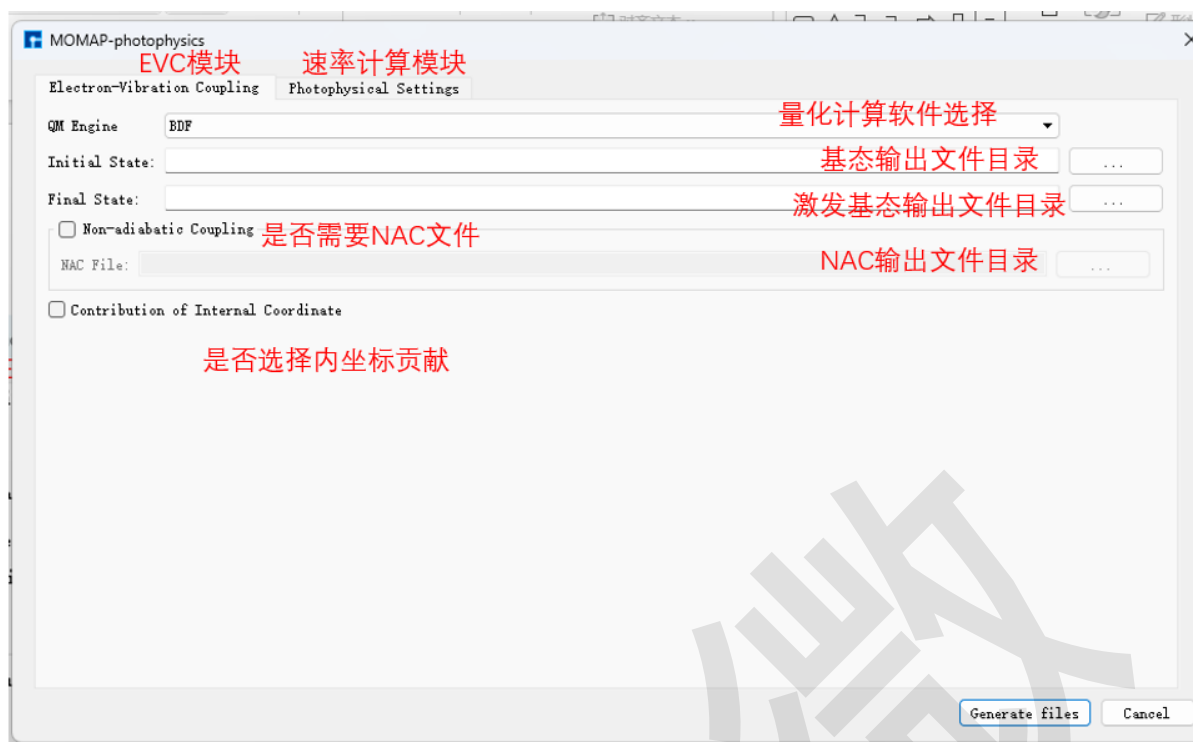 MOMAP-photophysics
EVC模块 速率计算模块
Electron-Vibration Coupling Photophysical Settings
量化计算软件选择
QM Engine BDF
基态输出文件目录
Initial State: ...
激发基态输出文件目录
Final State: ...
Non-adiabatic Coupling 是否需要NAC文件
NAC输出文件目录
NAC File: ...
Contribution of Internal Coordinate
是否选择内坐标贡献
Generate files Cancel